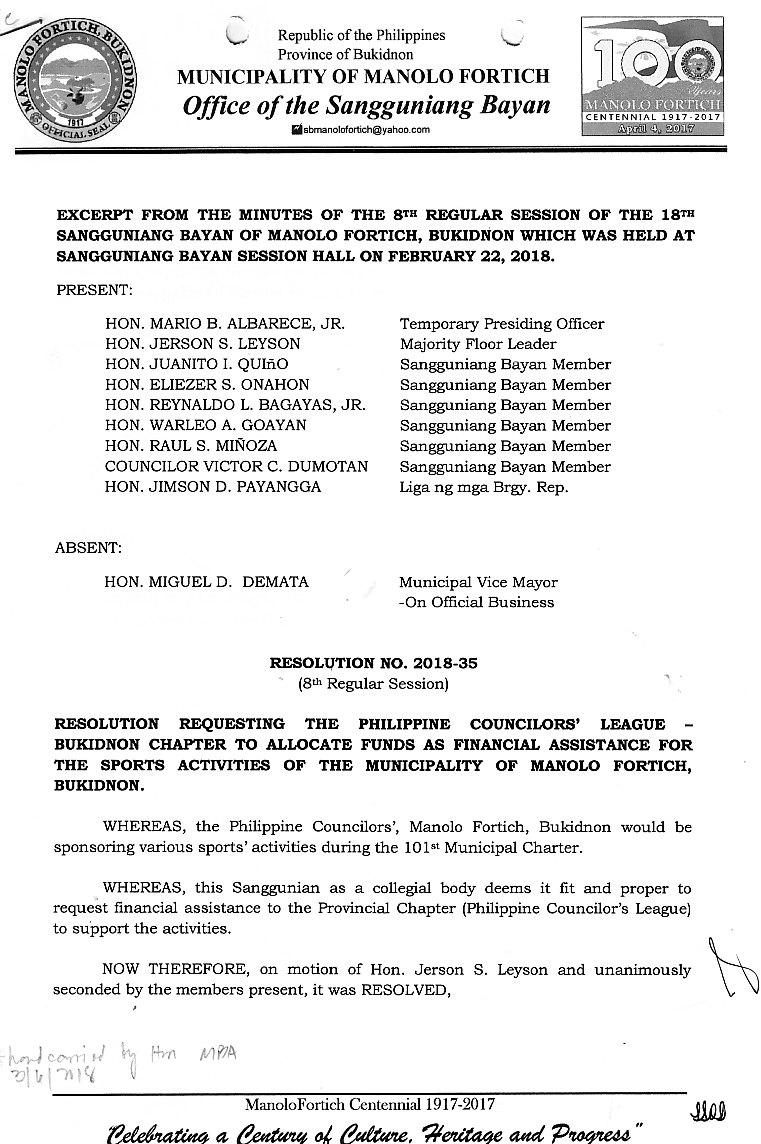 Republic of the Philippines
Province of Bukidnon
MUNICIPALITY OF MANOLO FORTICH
Office of the Sangguniang Bayan
sbmanolofortich@yahoo.com
MANOLO FORTICH, BUKIDNON
1917
OFFICIAL SEAL
100
Years
MANOLO FORTICH
CENTENNIAL 1917-2017
April 4, 2017
EXCERPT FROM THE MINUTES OF THE 8TH REGULAR SESSION OF THE 18TH
SANGGUNIANG BAYAN OF MANOLO FORTICH, BUKIDNON WHICH WAS HELD AT
SANGGUNIANG BAYAN SESSION HALL ON FEBRUARY 22, 2018.
PRESENT:
HON. MARIO B. ALBARECE, JR. Temporary Presiding Officer
HON. JERSON S. LEYSON Majority Floor Leader
HON. JUANITO I. QUIñO Sangguniang Bayan Member
HON. ELIEZER S. ONAHON Sangguniang Bayan Member
HON. REYNALDO L. BAGAYAS, JR. Sangguniang Bayan Member
HON. WARLEO A. GOAYAN Sangguniang Bayan Member
HON. RAUL S. MIÑOZA Sangguniang Bayan Member
COUNCILOR VICTOR C. DUMOTAN Sangguniang Bayan Member
HON. JIMSON D. PAYANGGA Liga ng mga Brgy. Rep.
ABSENT:
HON. MIGUEL D. DEMATA Municipal Vice Mayor
-On Official Business
RESOLUTION NO. 2018-35
(8th Regular Session)
RESOLUTION REQUESTING THE PHILIPPINE COUNCILORS' LEAGUE –
BUKIDNON CHAPTER TO ALLOCATE FUNDS AS FINANCIAL ASSISTANCE FOR
THE SPORTS ACTIVITIES OF THE MUNICIPALITY OF MANOLO FORTICH,
BUKIDNON.
WHEREAS, the Philippine Councilors', Manolo Fortich, Bukidnon would be
sponsoring various sports' activities during the 101st Municipal Charter.
WHEREAS, this Sanggunian as a collegial body deems it fit and proper to
request financial assistance to the Provincial Chapter (Philippine Councilor's League)
to support the activities.
NOW THEREFORE, on motion of Hon. Jerson S. Leyson and unanimously
seconded by the members present, it was RESOLVED,
hand carried by Hon MBA
ManoloFortich Centennial 1917-2017
"Celebrating a Century of Culture, Heritage and Progress"